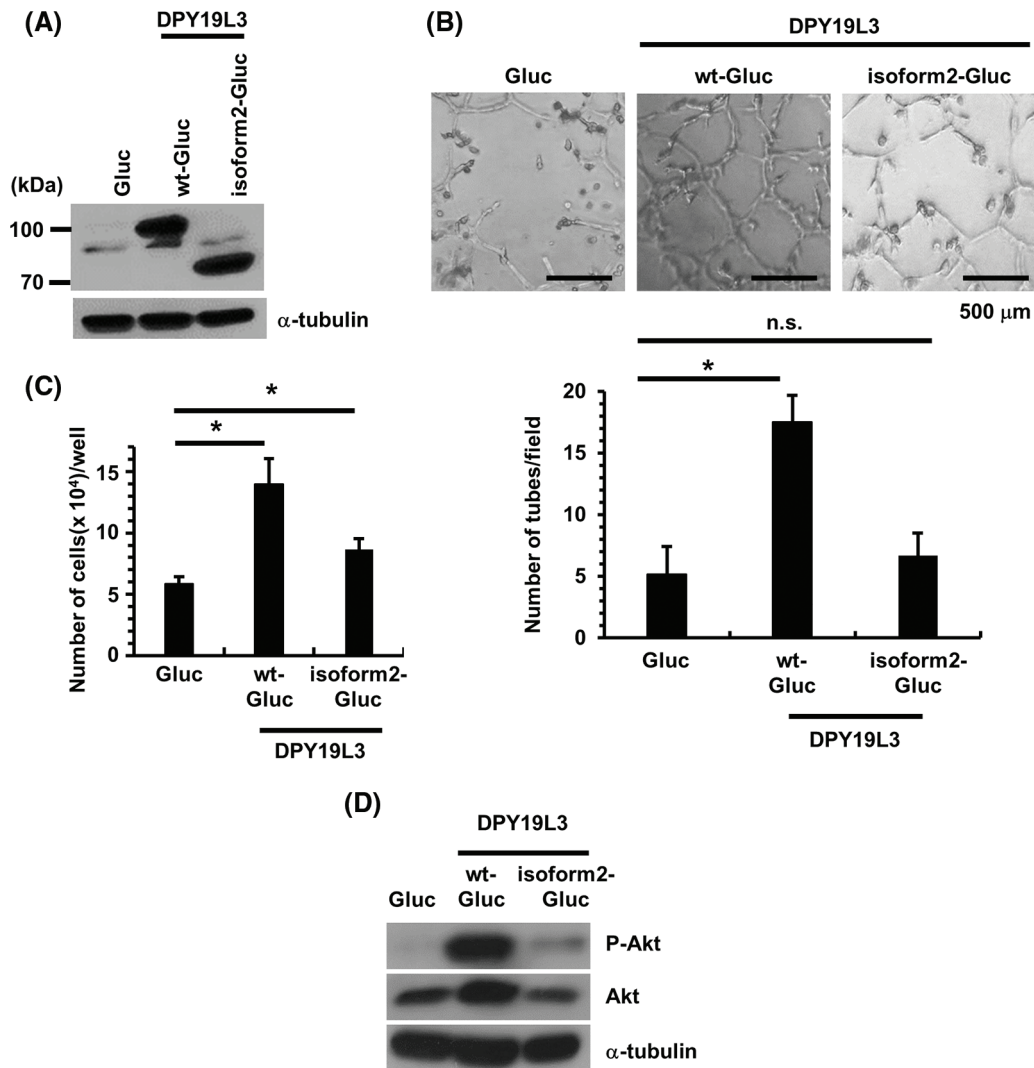 (A)
DPY19L3
Gluc
wt-Gluc
isoform2-Gluc
(kDa)
100
70
α-tubulin
(B)
DPY19L3
Gluc
wt-Gluc
isoform2-Gluc
500 μm
n.s.
*
Number of tubes/field
20
15
10
5
0
Gluc
wt-
Gluc
isoform2-
Gluc
DPY19L3
(C)
*
*
Number of cells(x 10⁴)/well
15
10
5
0
Gluc
wt-
Gluc
isoform2-
Gluc
DPY19L3
(D)
DPY19L3
Gluc
wt-
Gluc
isoform2-
Gluc
P-Akt
Akt
α-tubulin